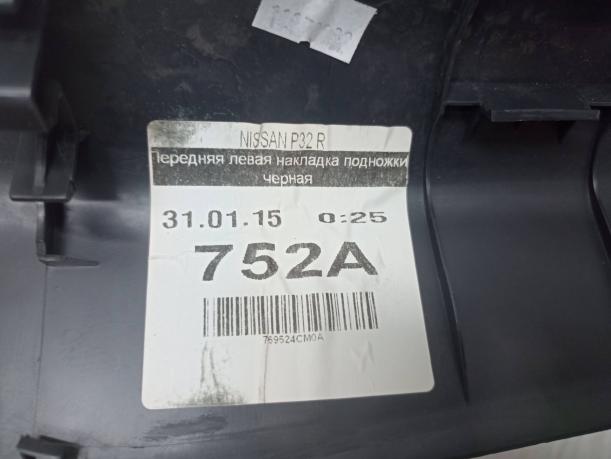 NISSAN P32 R
Передняя левая накладка подножки
черная
31.01.15 0:25
752A
769524CM0A